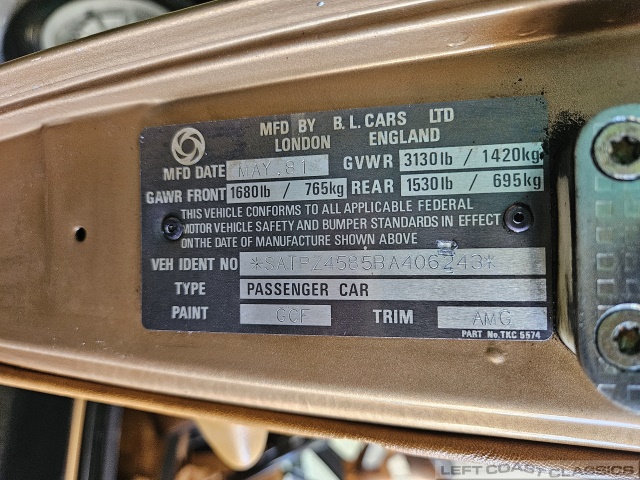 MFD BY B.L.CARS LTD
LONDON ENGLAND
MFD DATE MAY.81 GVWR 3130lb / 1420kg
GAWR FRONT 1680lb / 765kg REAR 1530lb / 695kg
THIS VEHICLE CONFORMS TO ALL APPLICABLE FEDERAL
MOTOR VEHICLE SAFETY AND BUMPER STANDARDS IN EFFECT
ON THE DATE OF MANUFACTURE SHOWN ABOVE
VEH IDENT NO *SATPZ4585BA406243*
TYPE PASSENGER CAR
PAINT GCF TRIM AMG
PART No. TKC 5574
LEFT COAST CLASSICS